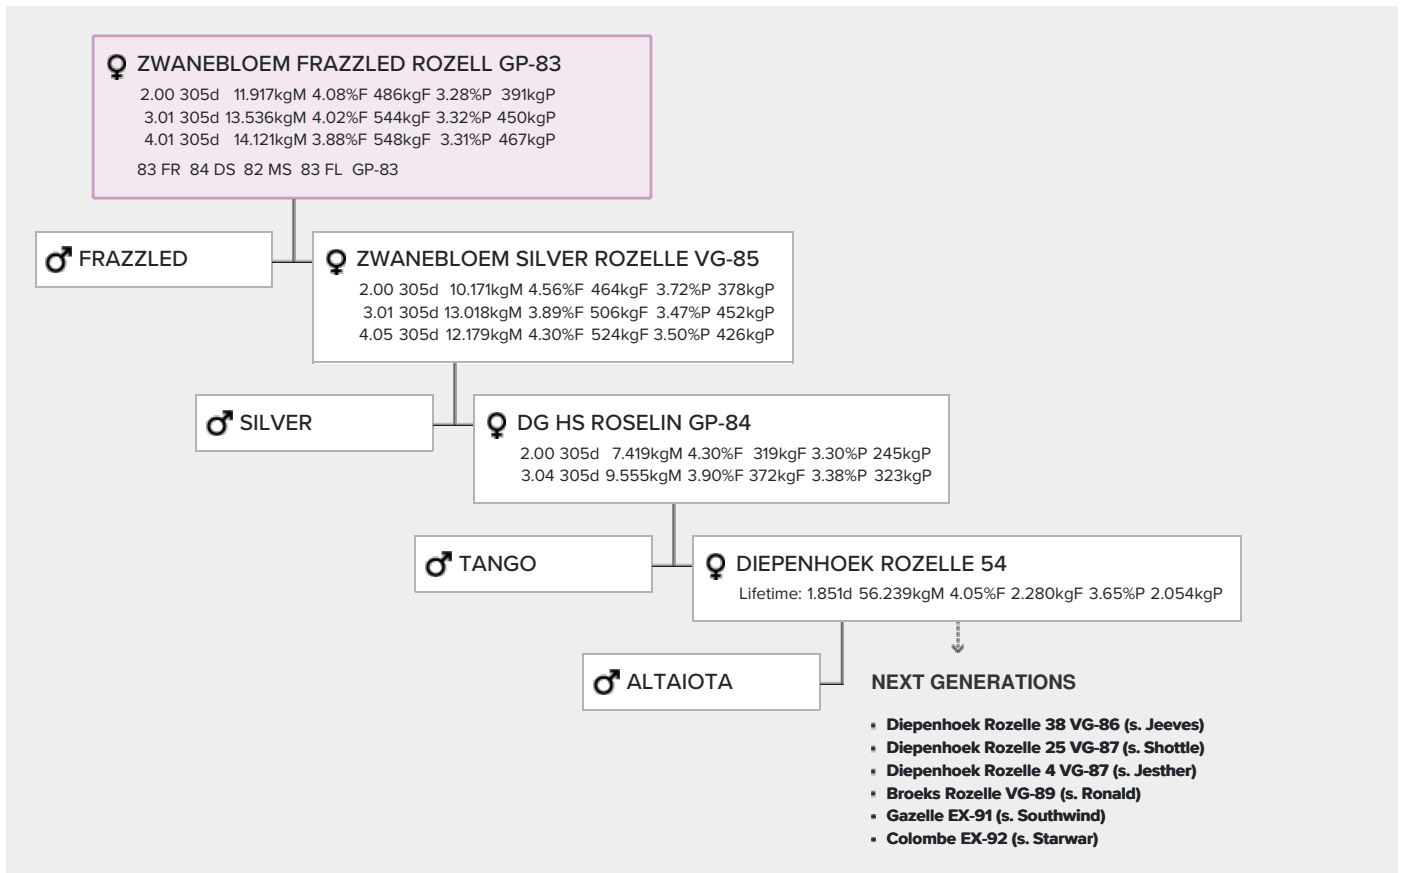 ZWANEBLOEM FRAZZLED ROZELL GP-83
2.00 305d 11.917kgM 4.08%F 486kgF 3.28%P 391kgP
3.01 305d 13.536kgM 4.02%F 544kgF 3.32%P 450kgP
4.01 305d 14.121kgM 3.88%F 548kgF 3.31%P 467kgP
83 FR 84 DS 82 MS 83 FL GP-83
FRAZZLED
ZWANEBLOEM SILVER ROZELLE VG-85
2.00 305d 10.171kgM 4.56%F 464kgF 3.72%P 378kgP
3.01 305d 13.018kgM 3.89%F 506kgF 3.47%P 452kgP
4.05 305d 12.179kgM 4.30%F 524kgF 3.50%P 426kgP
SILVER
DG HS ROSELIN GP-84
2.00 305d 7.419kgM 4.30%F 319kgF 3.30%P 245kgP
3.04 305d 9.555kgM 3.90%F 372kgF 3.38%P 323kgP
TANGO
DIEPENHOEK ROZELLE 54
Lifetime: 1.851d 56.239kgM 4.05%F 2.280kgF 3.65%P 2.054kgP
ALTAIOTA
NEXT GENERATIONS
Diepenhoek Rozelle 38 VG-86 (s. Jeeves)
Diepenhoek Rozelle 25 VG-87 (s. Shottle)
Diepenhoek Rozelle 4 VG-87 (s. Jesther)
Broeks Rozelle VG-89 (s. Ronald)
Gazelle EX-91 (s. Southwind)
Colombe EX-92 (s. Starwar)